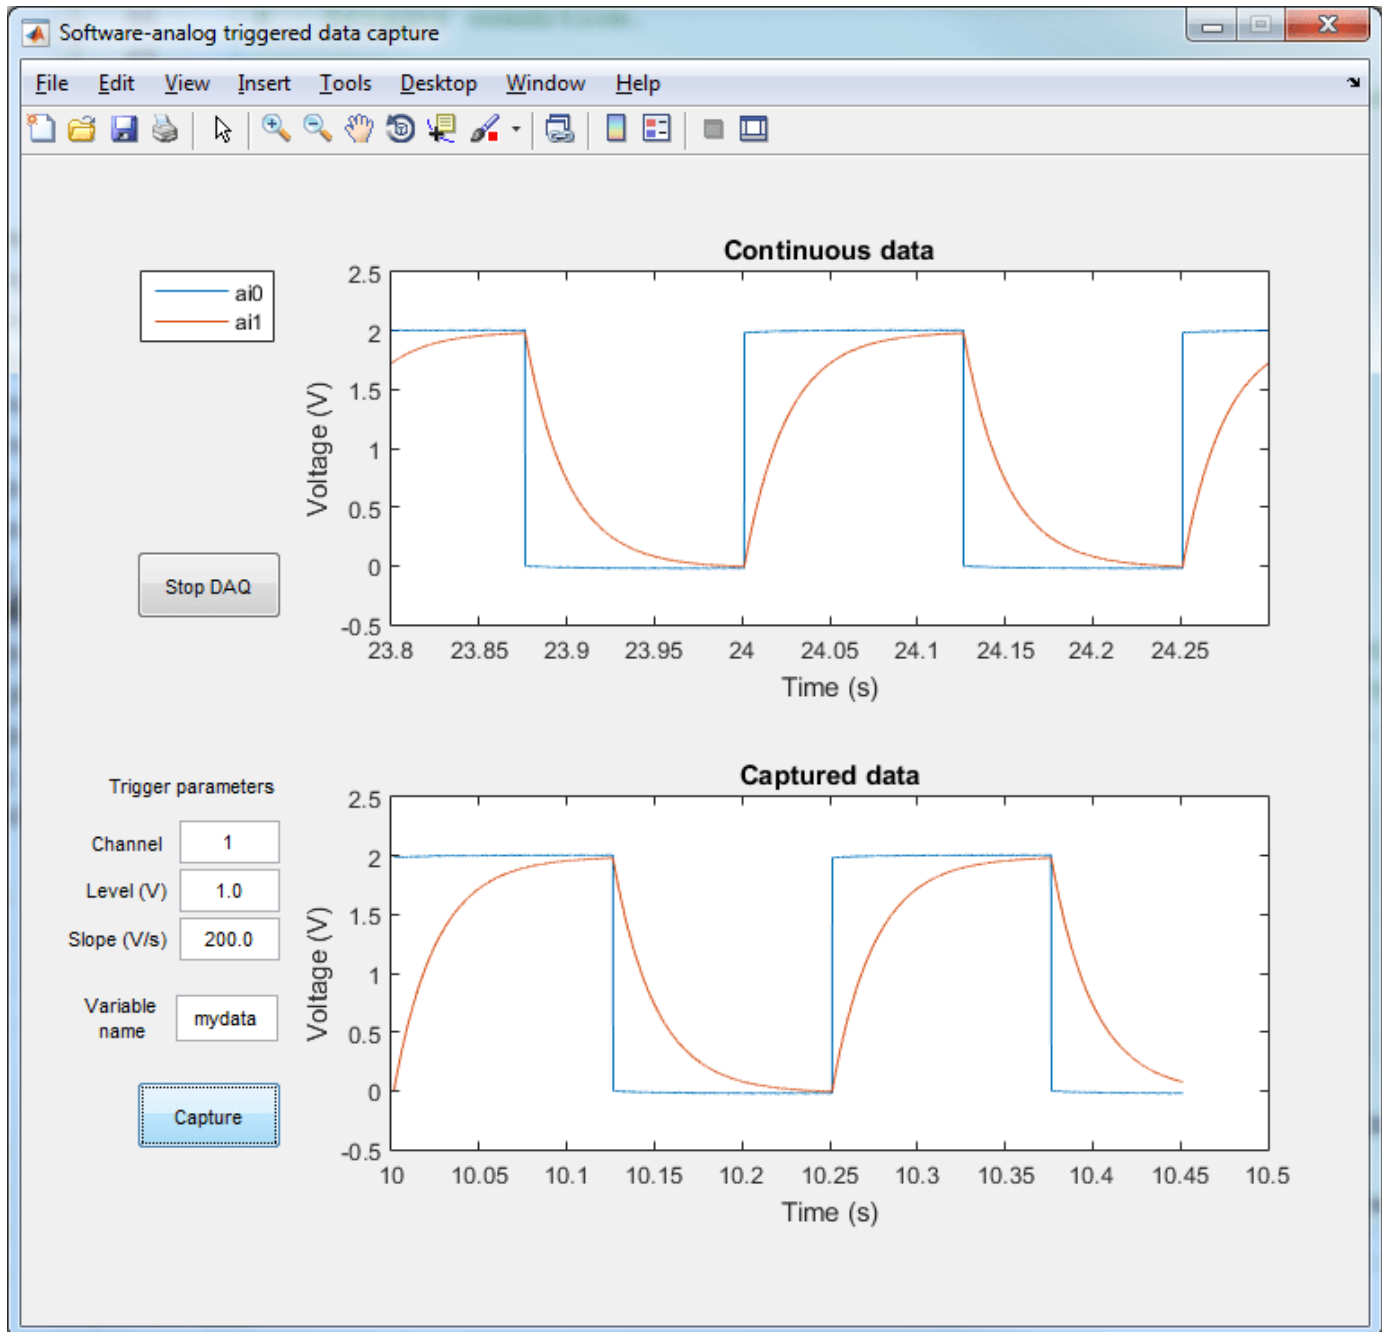 Software-analog triggered data capture
File Edit View Insert Tools Desktop Window Help
Continuous data
ai0
ai1
2.5
2
1.5
1
0.5
0
-0.5
Voltage (V)
23.8 23.85 23.9 23.95 24 24.05 24.1 24.15 24.2 24.25
Time (s)
Stop DAQ
Trigger parameters
Channel 1
Level (V) 1.0
Slope (V/s) 200.0
Variable
name
mydata
Capture
Captured data
2.5
2
1.5
1
0.5
0
-0.5
Voltage (V)
10 10.05 10.1 10.15 10.2 10.25 10.3 10.35 10.4 10.45 10.5
Time (s)